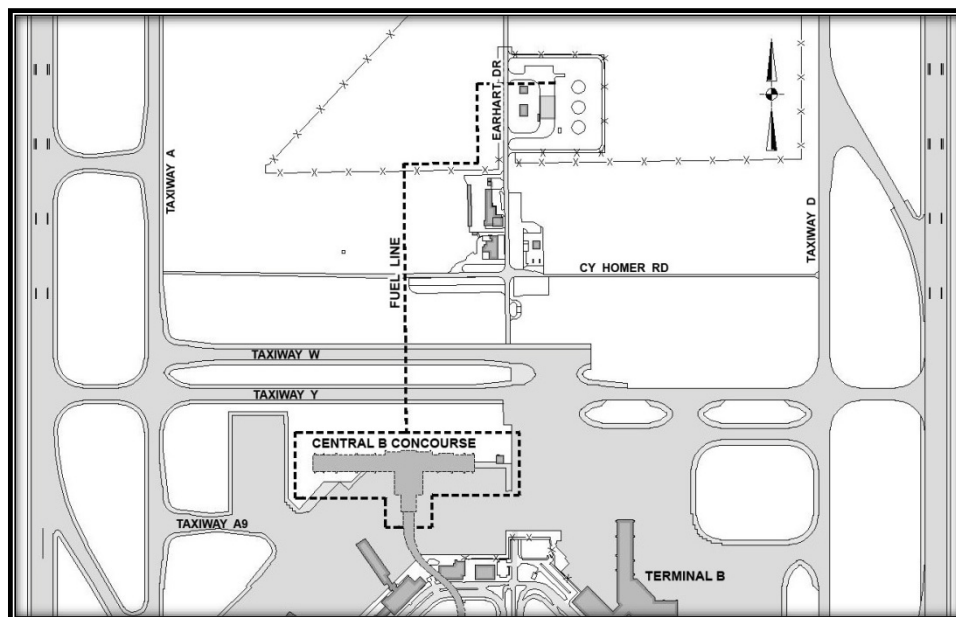 EARHART DR
TAXIWAY A
TAXIWAY D
FUEL LINE
CY HOMER RD
TAXIWAY W
TAXIWAY Y
CENTRAL B CONCOURSE
TAXIWAY A9
TERMINAL B